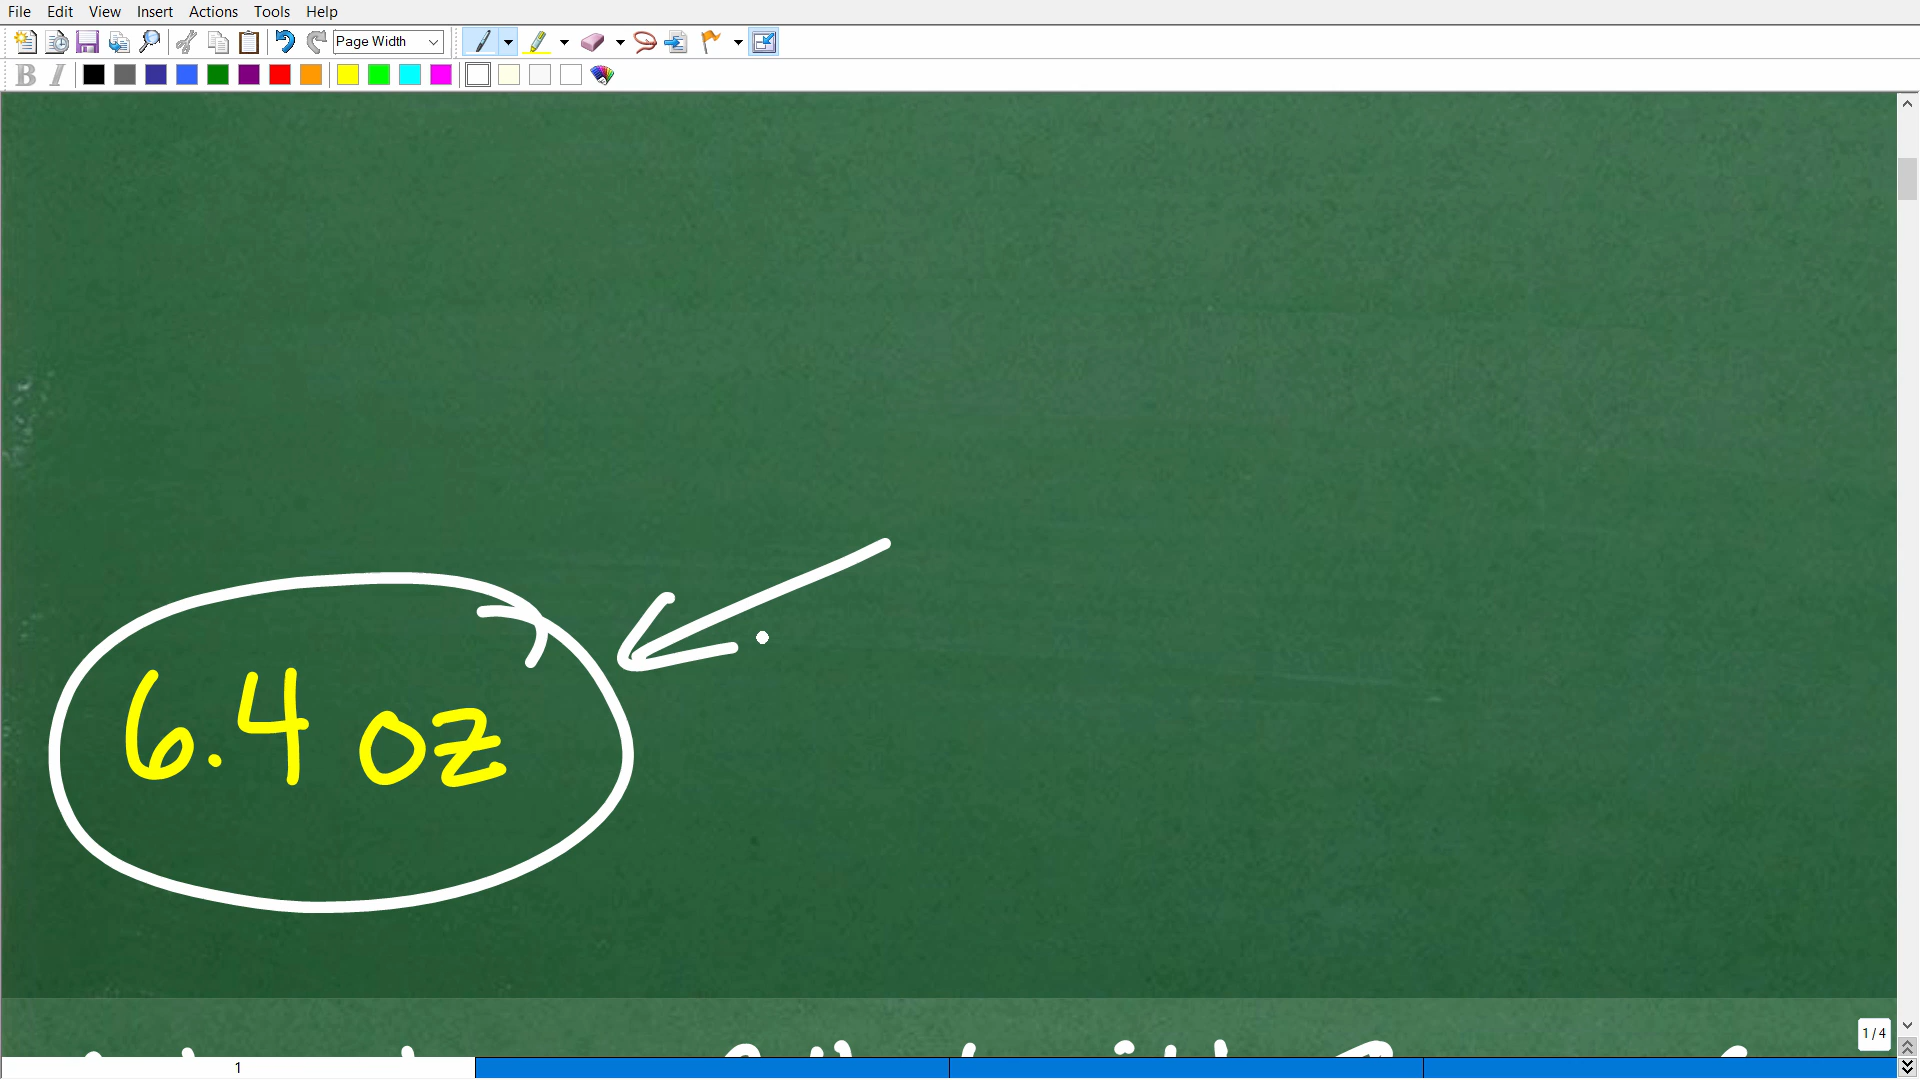 File Edit View Insert Actions Tools Help
Page Width
B I
6.4 oz
1 / 4
1